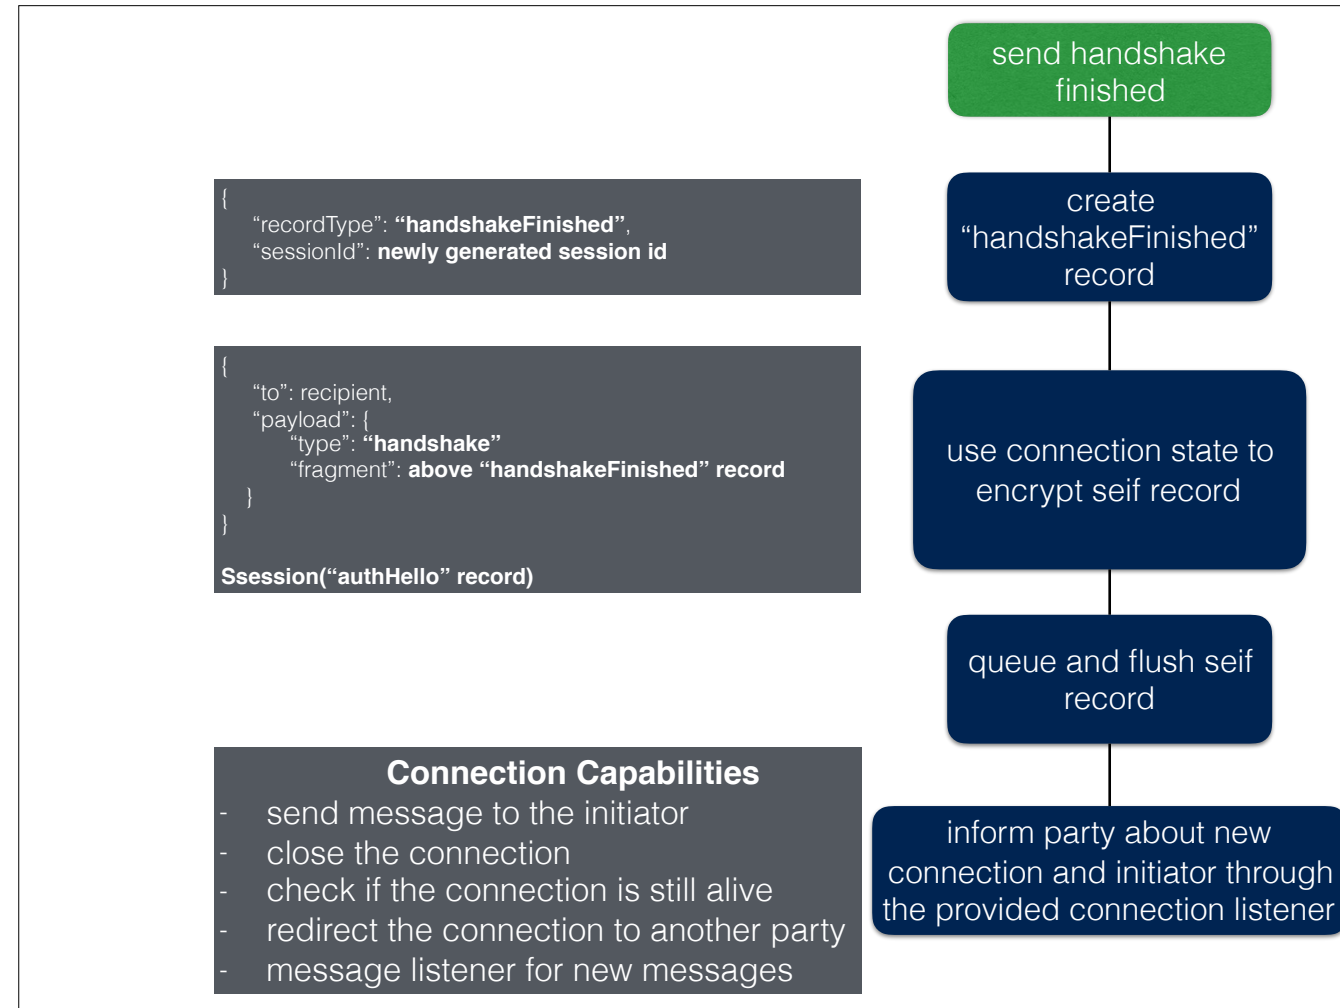 send handshake
finished
{
“recordType”: “handshakeFinished”,
“sessionId”: newly generated session id
}
create
“handshakeFinished”
record
{
“to”: recipient,
“payload”: {
“type”: “handshake”
“fragment”: above “handshakeFinished” record
}
}
Ssession(“authHello” record)
use connection state to
encrypt seif record
queue and flush seif
record
Connection Capabilities
- send message to the initiator
- close the connection
- check if the connection is still alive
- redirect the connection to another party
- message listener for new messages
inform party about new
connection and initiator through
the provided connection listener